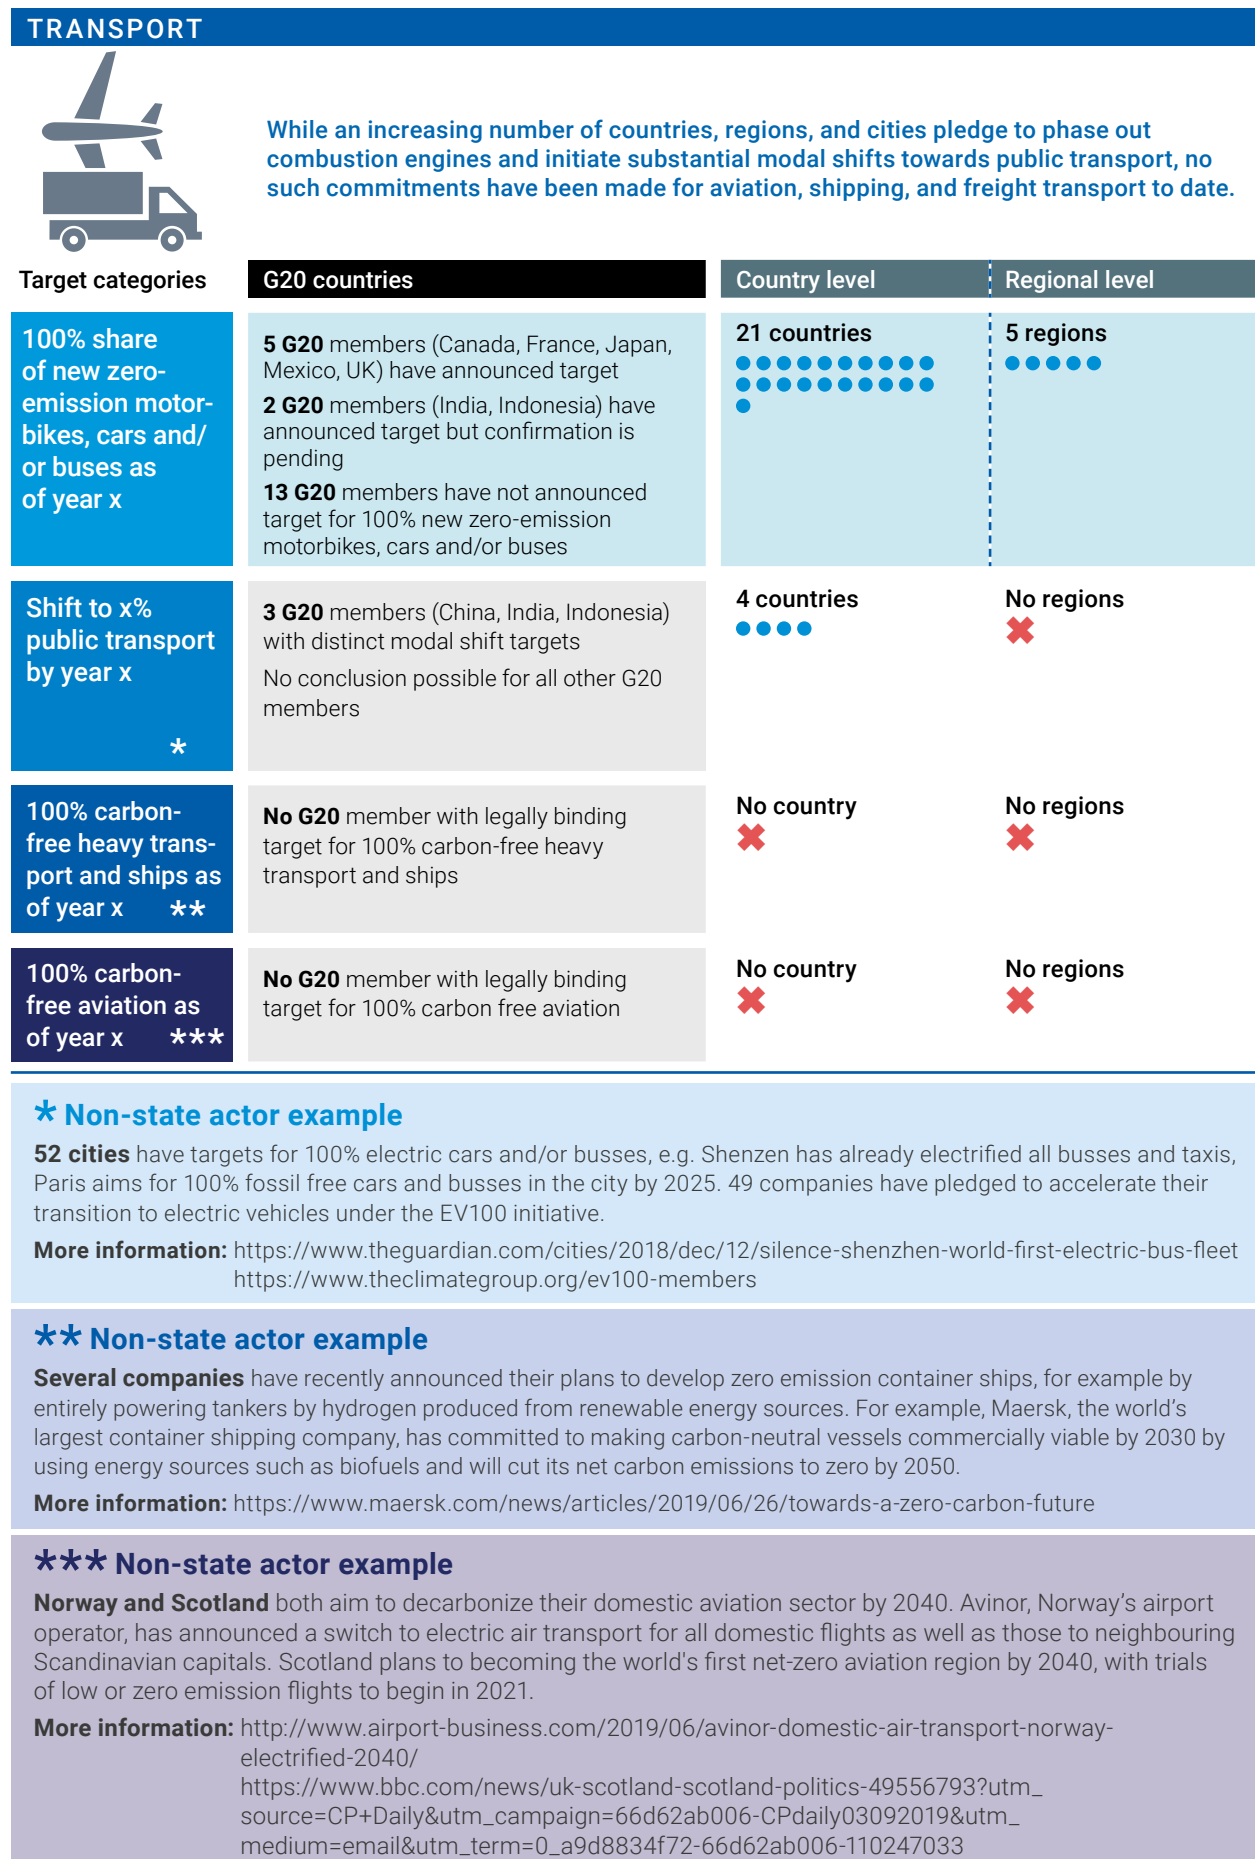 TRANSPORT
While an increasing number of countries, regions, and cities pledge to phase out
combustion engines and initiate substantial modal shifts towards public transport, no
such commitments have been made for aviation, shipping, and freight transport to date.
Target categories
G20 countries
Country level
Regional level
100% share
of new zero-
emission motor-
bikes, cars and/
or buses as
of year x
5 G20 members (Canada, France, Japan,
Mexico, UK) have announced target
2 G20 members (India, Indonesia) have
announced target but confirmation is
pending
13 G20 members have not announced
target for 100% new zero-emission
motorbikes, cars and/or buses
21 countries
5 regions
Shift to x%
public transport
by year x
*
3 G20 members (China, India, Indonesia)
with distinct modal shift targets
No conclusion possible for all other G20
members
4 countries
No regions
100% carbon-
free heavy trans-
port and ships as
of year x **
No G20 member with legally binding
target for 100% carbon-free heavy
transport and ships
No country
No regions
100% carbon-
free aviation as
of year x ***
No G20 member with legally binding
target for 100% carbon free aviation
No country
No regions
* Non-state actor example
52 cities have targets for 100% electric cars and/or busses, e.g. Shenzen has already electrified all busses and taxis,
Paris aims for 100% fossil free cars and busses in the city by 2025. 49 companies have pledged to accelerate their
transition to electric vehicles under the EV100 initiative.
More information: https://www.theguardian.com/cities/2018/dec/12/silence-shenzhen-world-first-electric-bus-fleet
https://www.theclimategroup.org/ev100-members
** Non-state actor example
Several companies have recently announced their plans to develop zero emission container ships, for example by
entirely powering tankers by hydrogen produced from renewable energy sources. For example, Maersk, the world's
largest container shipping company, has committed to making carbon-neutral vessels commercially viable by 2030 by
using energy sources such as biofuels and will cut its net carbon emissions to zero by 2050.
More information: https://www.maersk.com/news/articles/2019/06/26/towards-a-zero-carbon-future
*** Non-state actor example
Norway and Scotland both aim to decarbonize their domestic aviation sector by 2040. Avinor, Norway's airport
operator, has announced a switch to electric air transport for all domestic flights as well as those to neighbouring
Scandinavian capitals. Scotland plans to becoming the world's first net-zero aviation region by 2040, with trials
of low or zero emission flights to begin in 2021.
More information: http://www.airport-business.com/2019/06/avinor-domestic-air-transport-norway-
electrified-2040/
https://www.bbc.com/news/uk-scotland-scotland-politics-49556793?utm_
source=CP+Daily&utm_campaign=66d62ab006-CPdaily03092019&utm_
medium=email&utm_term=0_a9d8834f72-66d62ab006-110247033